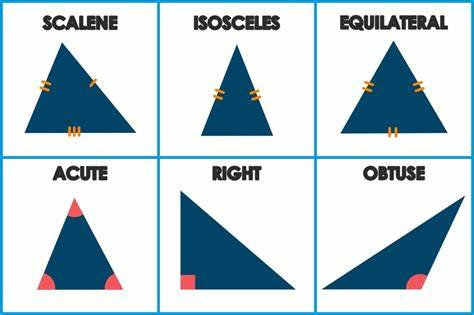 SCALENE
ISOSCELES
EQUILATERAL
ACUTE
RIGHT
OBTUSE